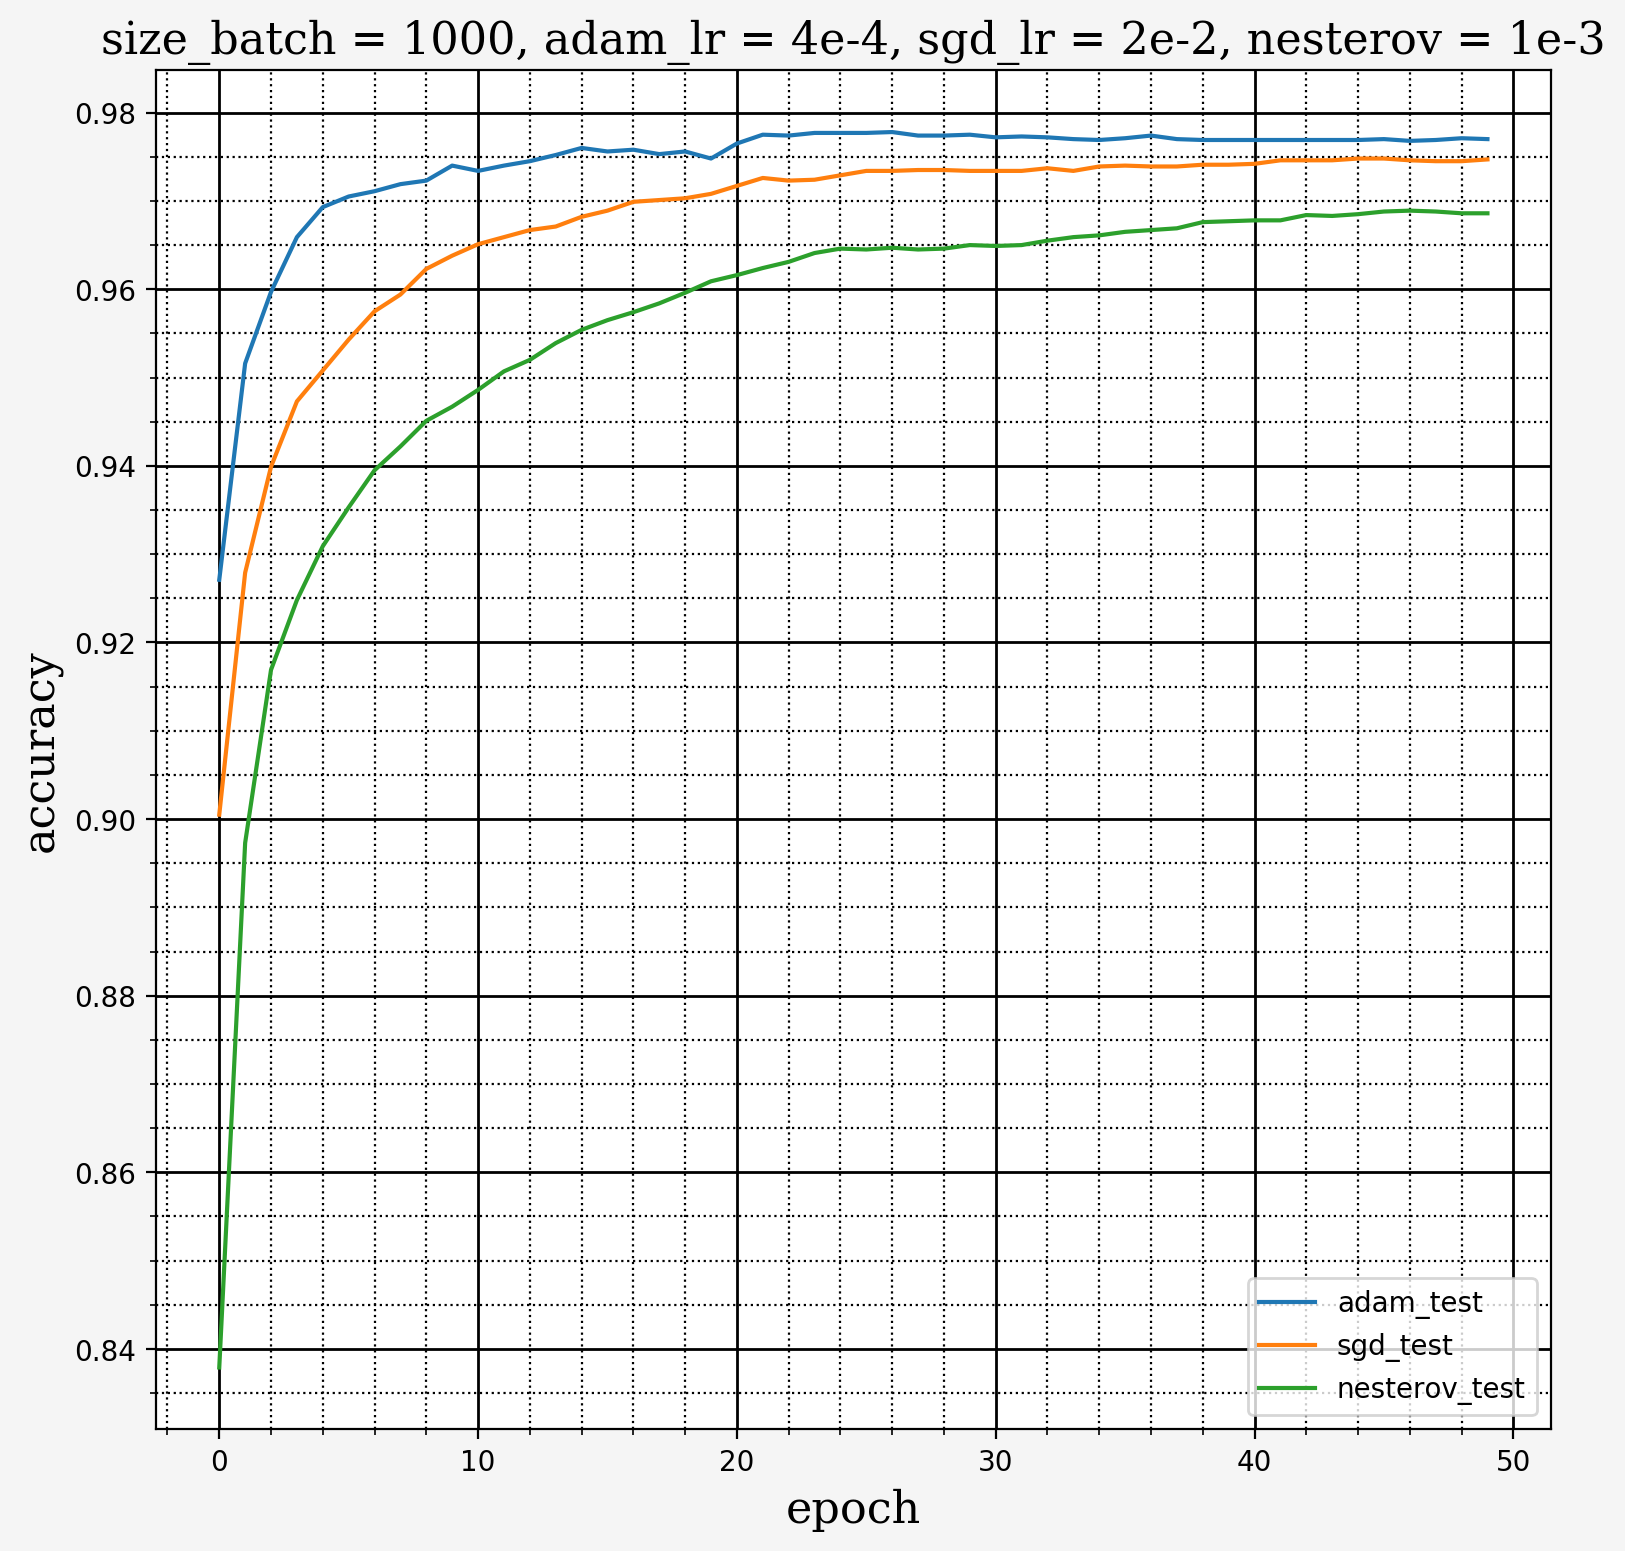 size_batch = 1000, adam_lr = 4e-4, sgd_lr = 2e-2, nesterov = 1e-3
0.98
0.96
0.94
0.92
0.90
0.88
0.86
0.84
accuracy
adam_test
sgd_test
nesterov_test
0 10 20 30 40 50
epoch